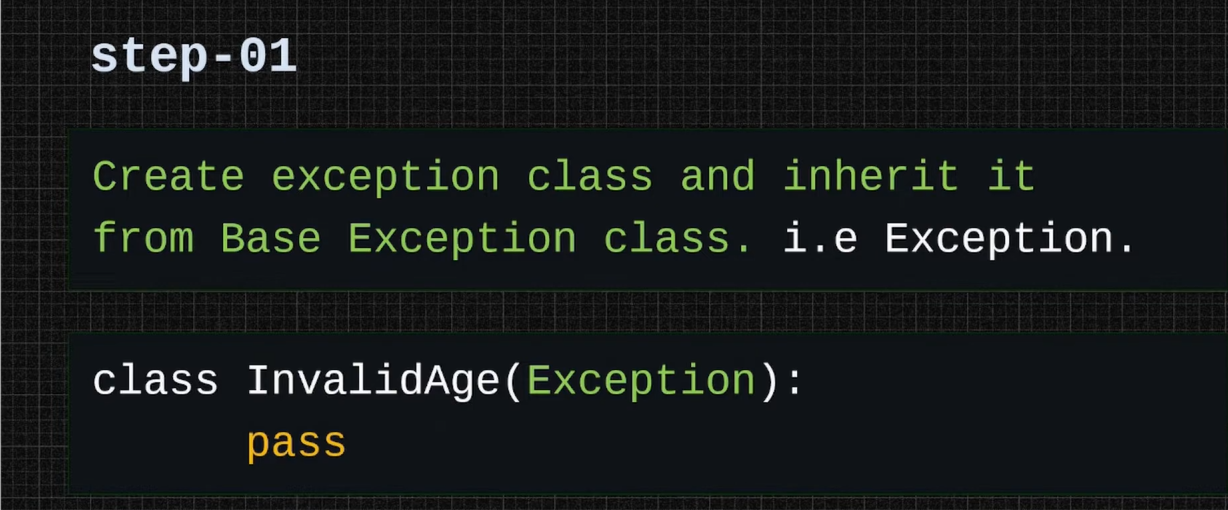 step-01
Create exception class and inherit it
from Base Exception class. i.e Exception.
class InvalidAge(Exception):
pass